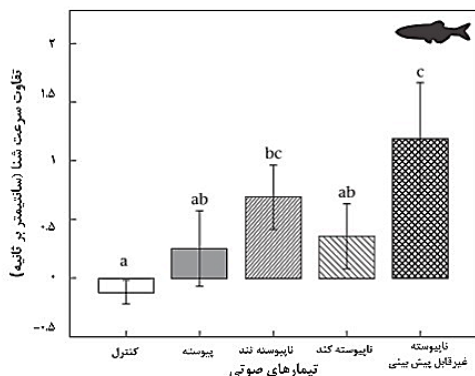 تفاوت سرعت شنا (سانتیمتر بر ثانیه)
۲
۱.۵
۱
۰.۵
۰
-۰.۵
a
ab
bc
ab
c
کنترل
پیوسته
ناپیوسته تند
ناپیوسته کند
ناپیوسته
غیرقابل پیش بینی
تیمارهای صوتی